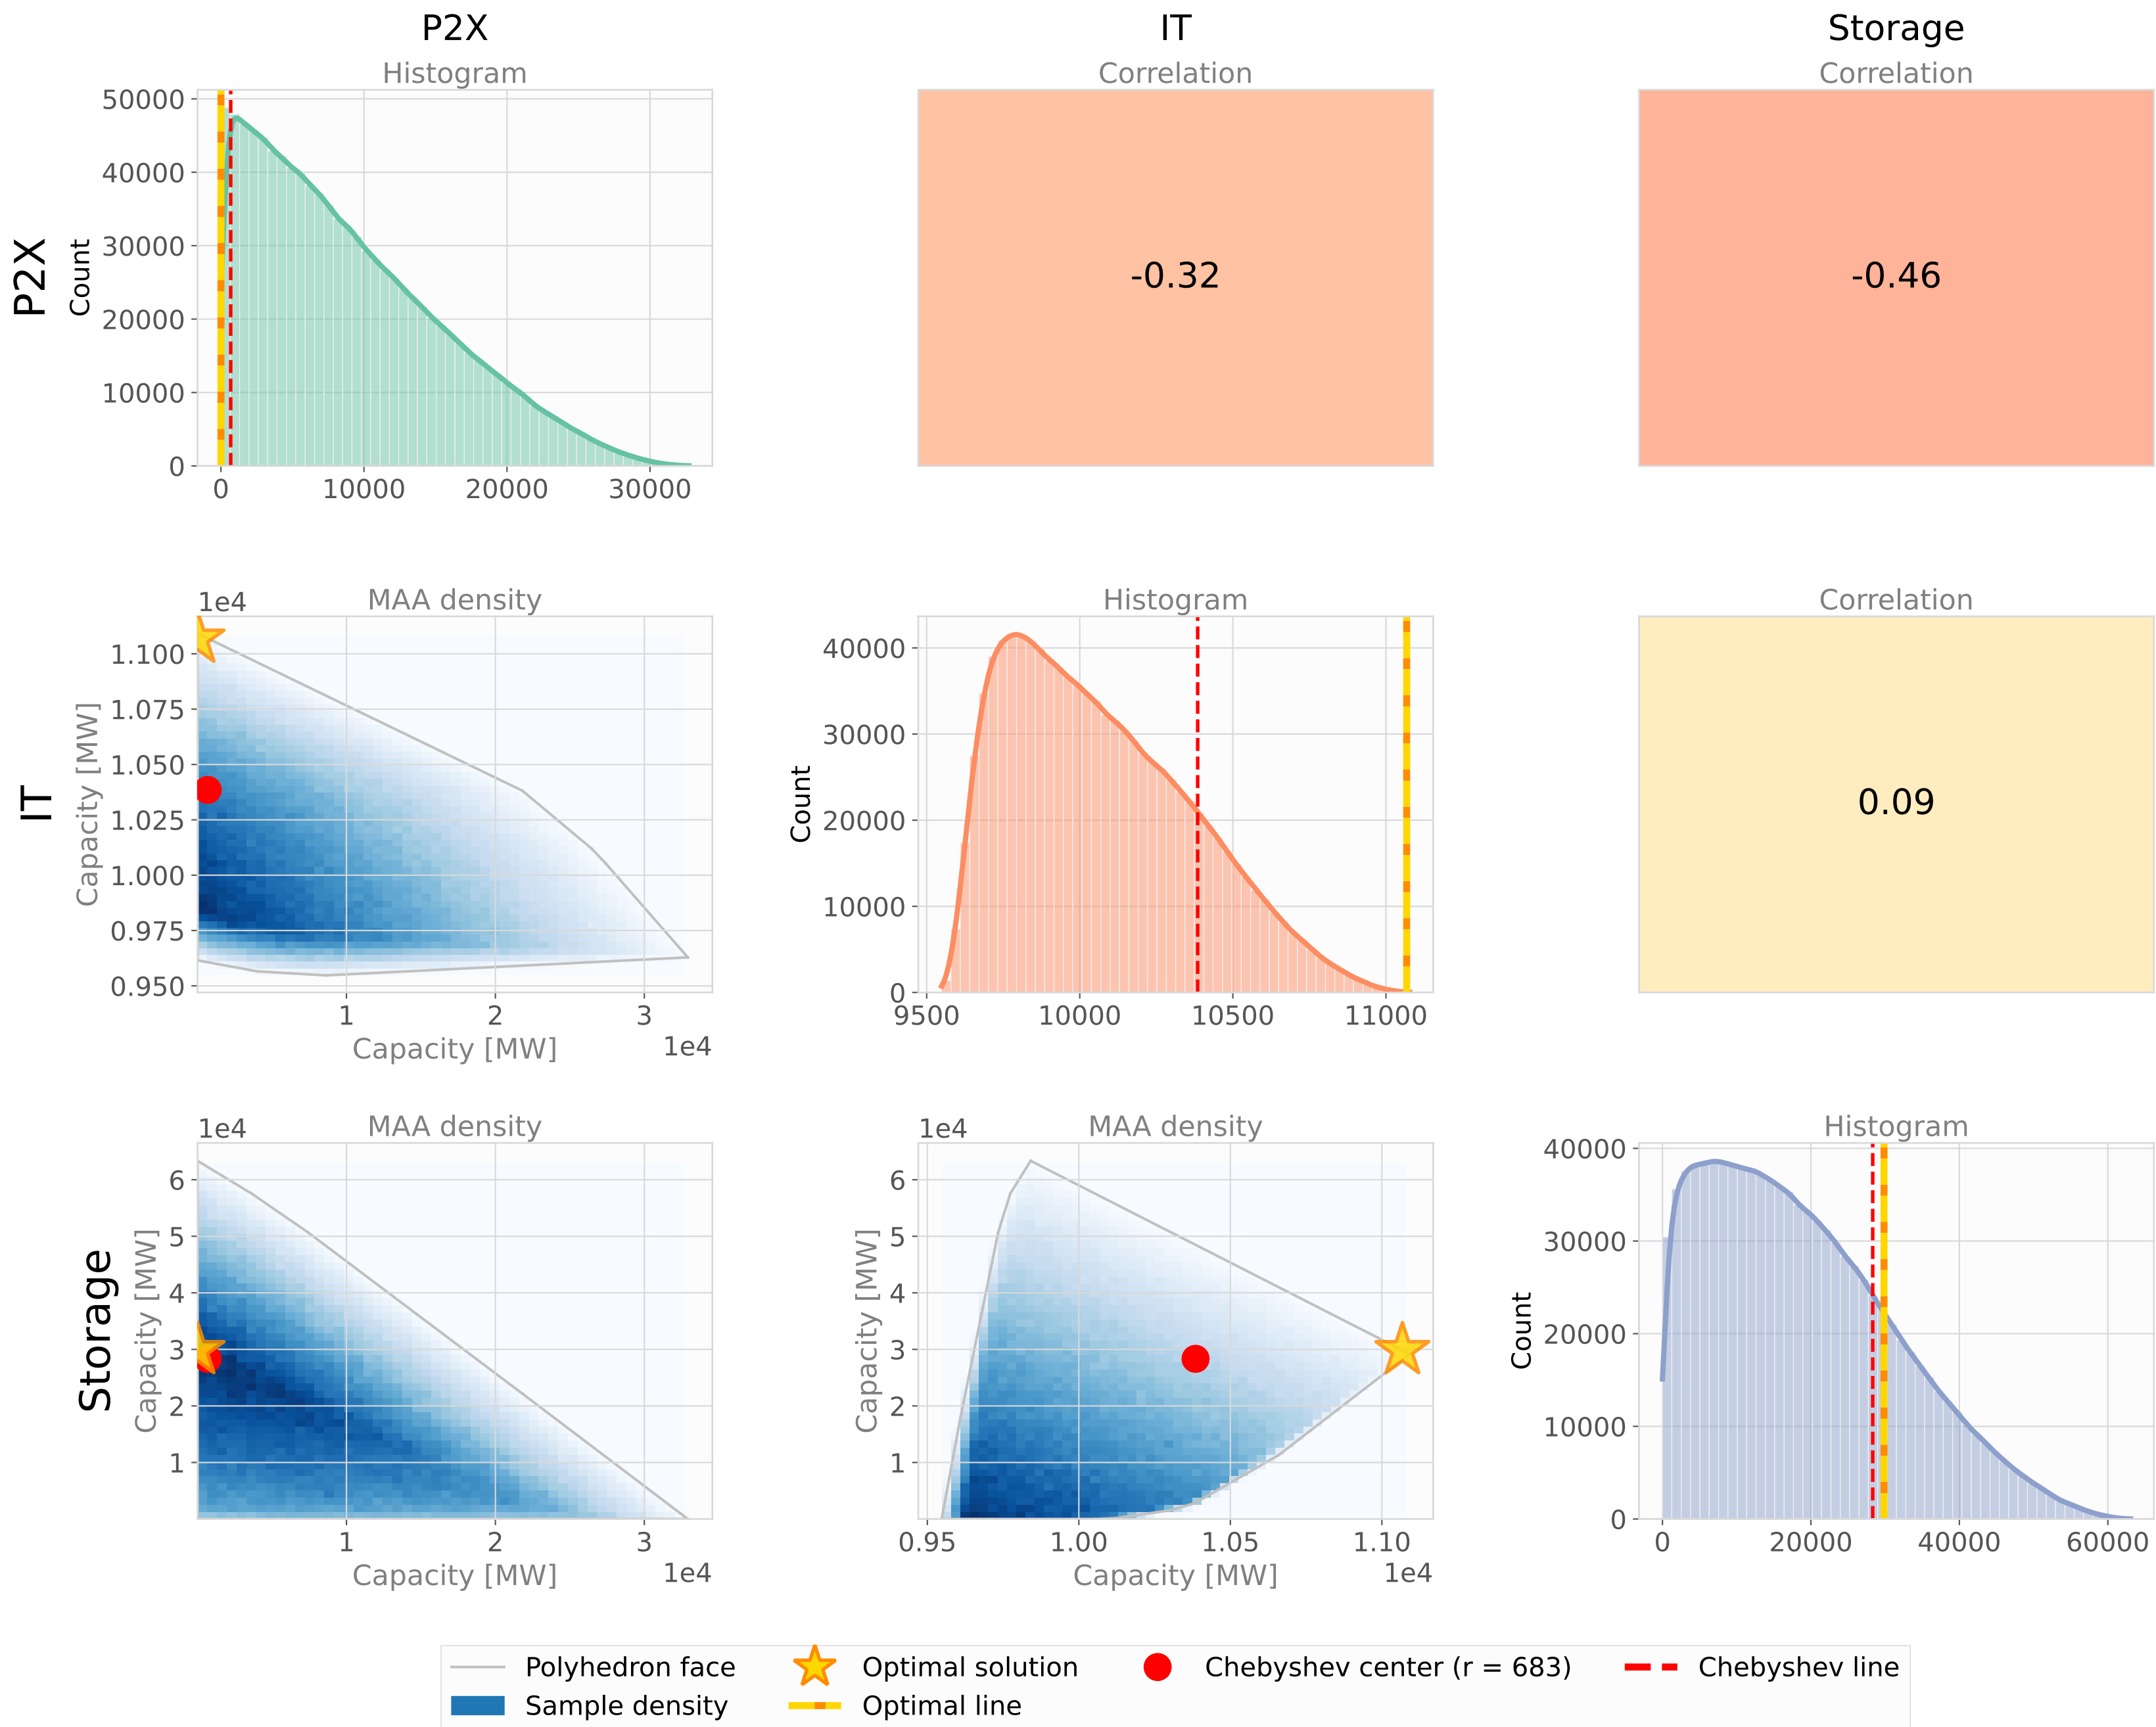 P2X IT Storage
Histogram Correlation Correlation
P2X
Count
50000
40000
30000
20000
10000
0
0 10000 20000 30000
-0.32
-0.46
1e4 MAA density Histogram Correlation
IT
Capacity [MW]
1.100
1.075
1.050
1.025
1.000
0.975
0.950
1 2 3
Capacity [MW] 1e4
Count
40000
30000
20000
10000
0
9500 10000 10500 11000
0.09
1e4 MAA density 1e4 MAA density Histogram
Storage
Capacity [MW]
6
5
4
3
2
1
1 2 3
Capacity [MW] 1e4
Capacity [MW]
6
5
4
3
2
1
0.95 1.00 1.05 1.10
Capacity [MW] 1e4
Count
40000
30000
20000
10000
0
0 20000 40000 60000
Polyhedron face Optimal solution Chebyshev center (r = 683) Chebyshev line
Sample density Optimal line